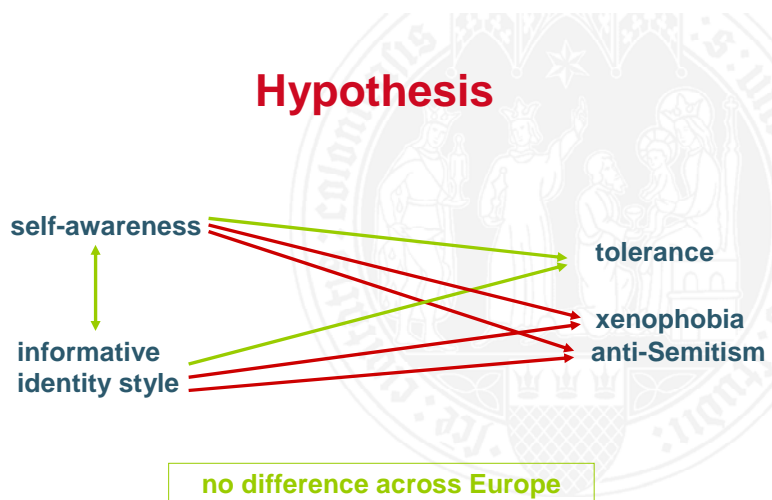 Hypothesis
self-awareness
tolerance
xenophobia
informative
anti-Semitism
identity style
no difference across Europe